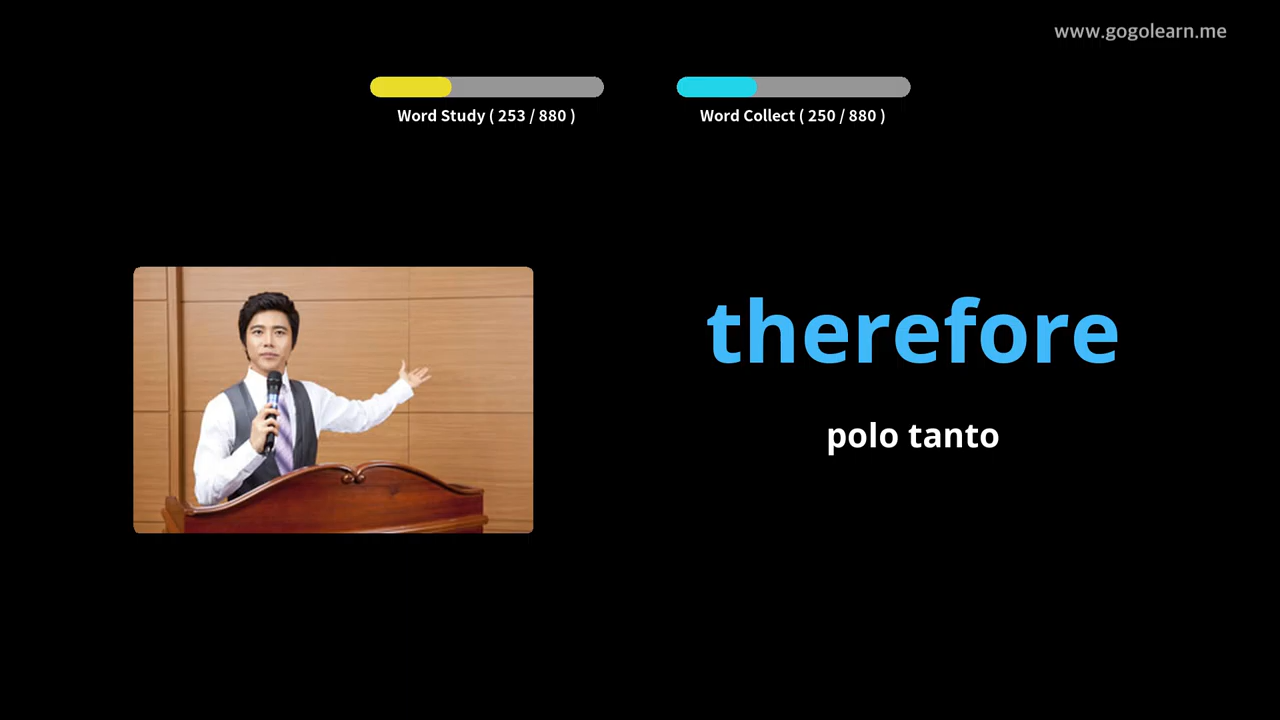 www.gogolearn.me
Word Study ( 253 / 880 )
Word Collect ( 250 / 880 )
therefore
polo tanto